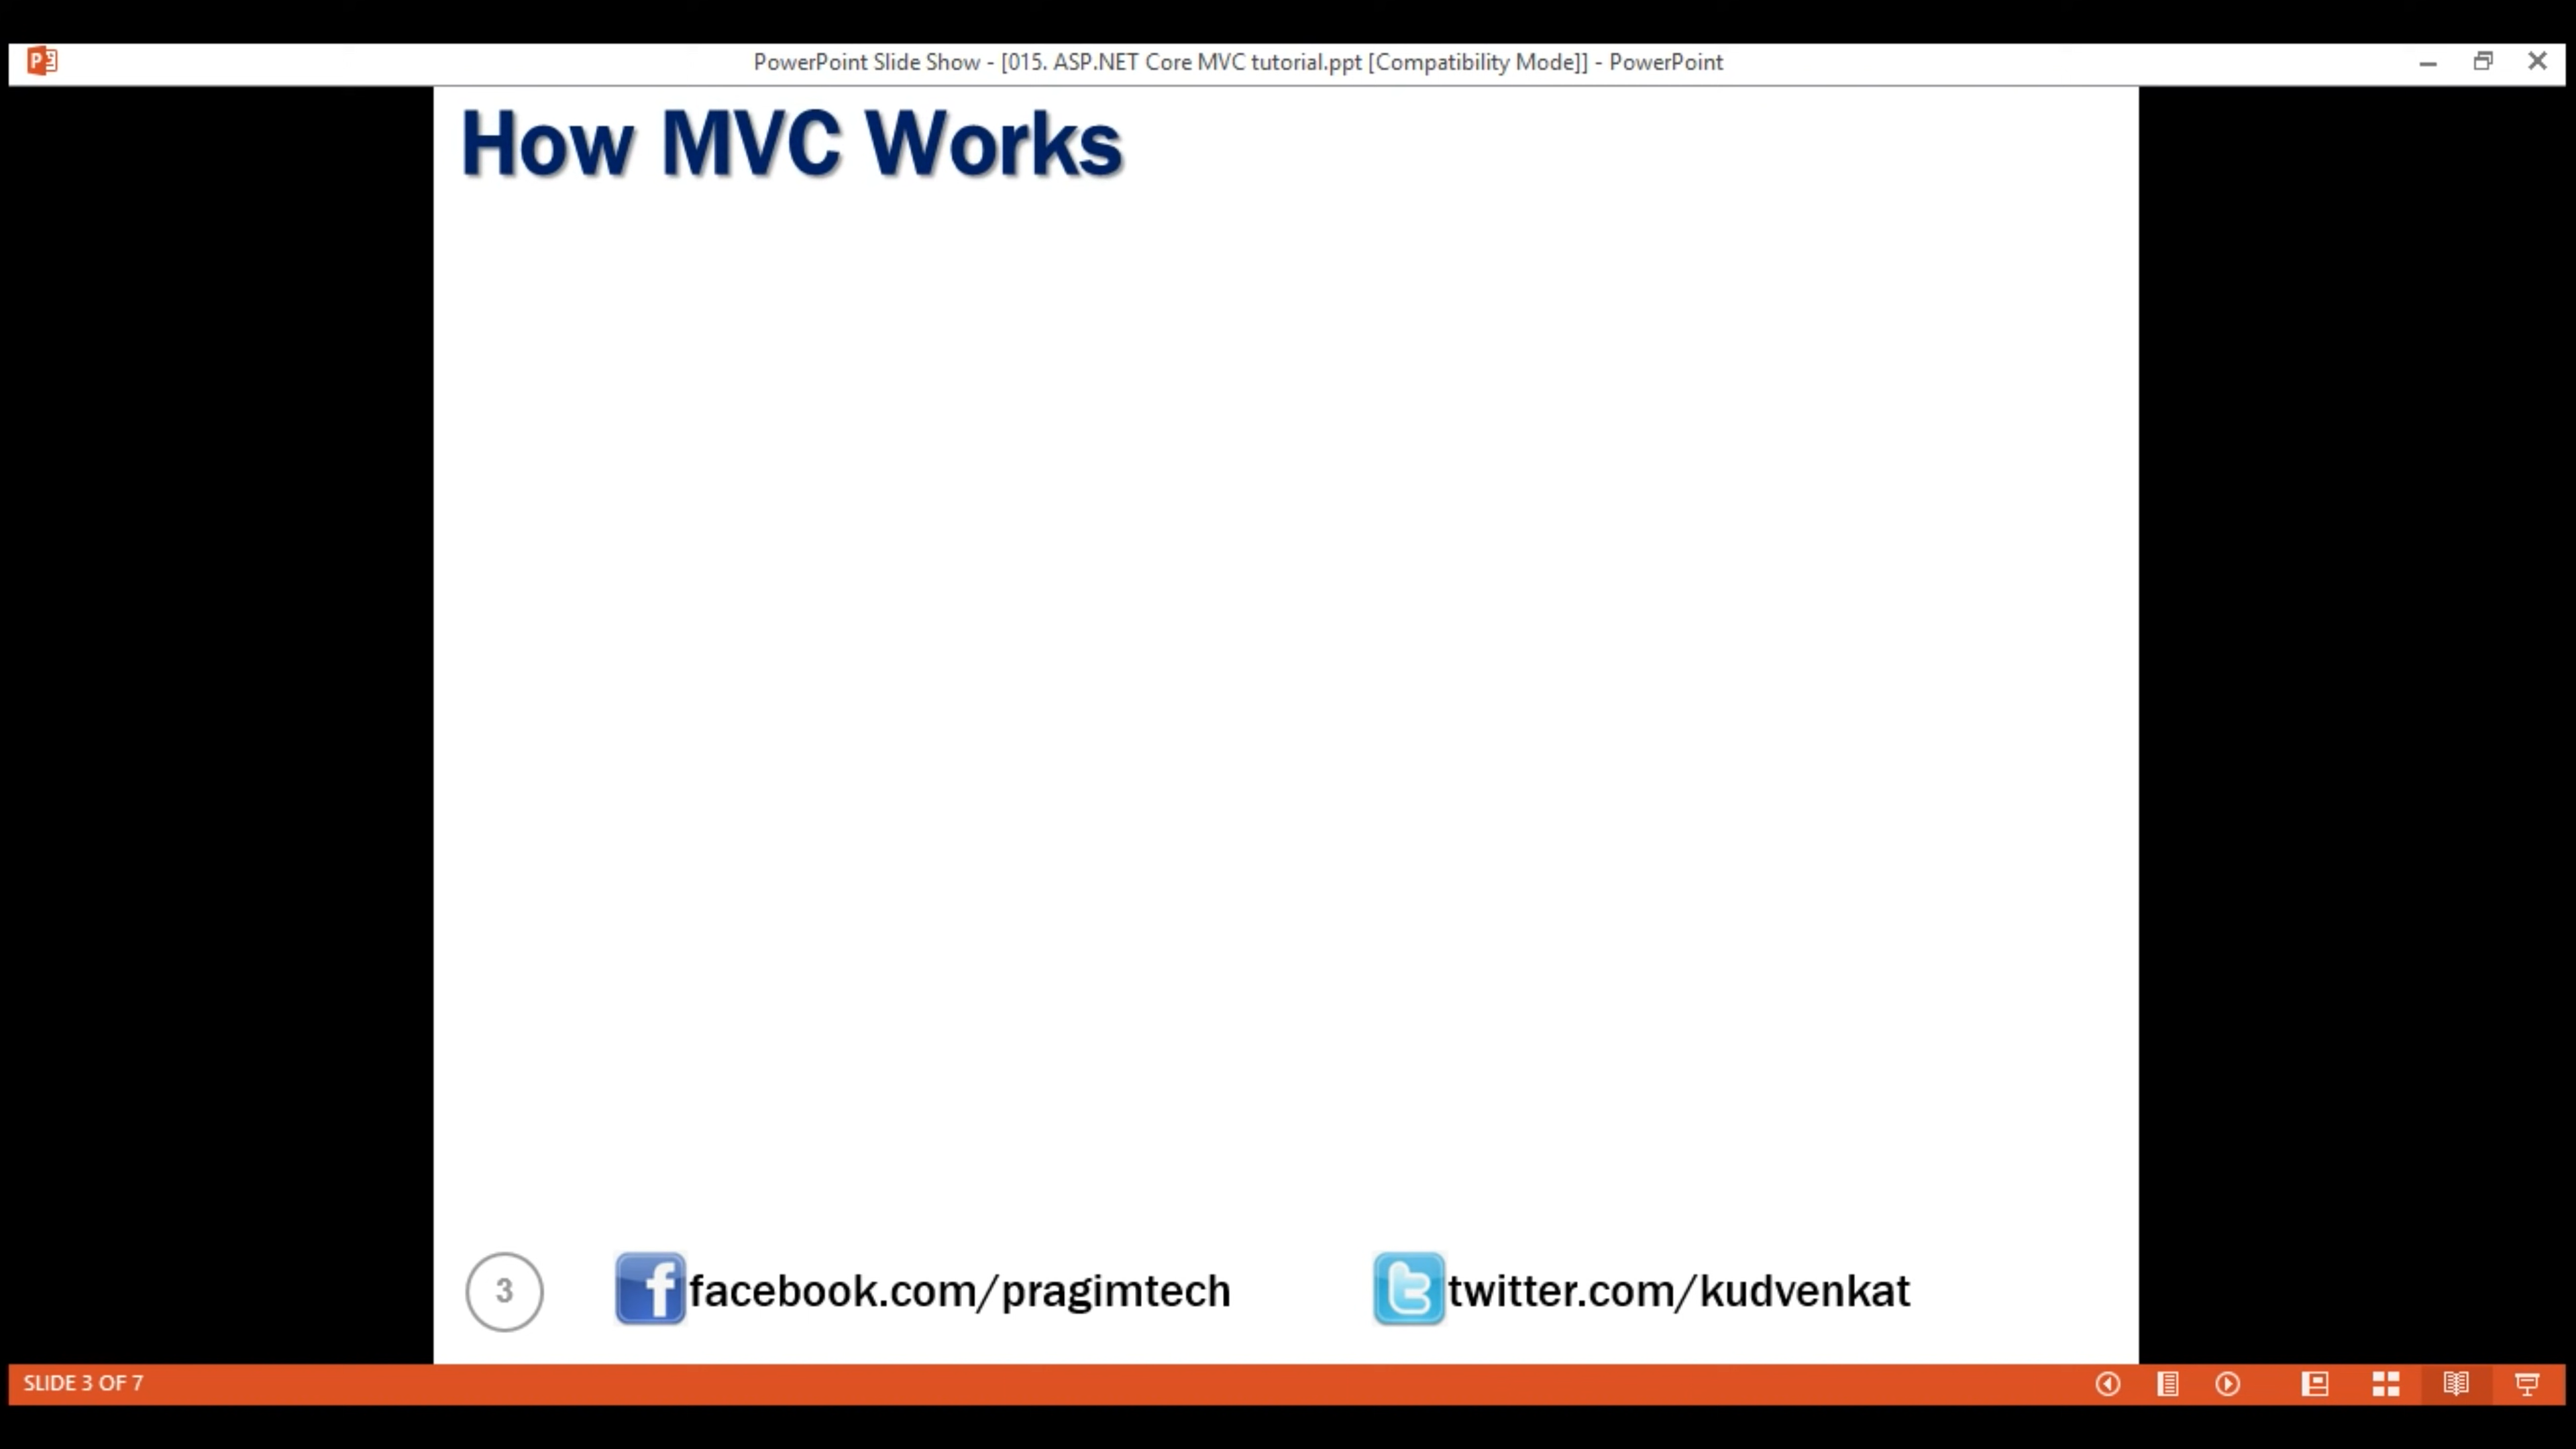 PowerPoint Slide Show - [015. ASP.NET Core MVC tutorial.ppt [Compatibility Mode]] - PowerPoint
How MVC Works
3
facebook.com/pragimtech
twitter.com/kudvenkat
SLIDE 3 OF 7